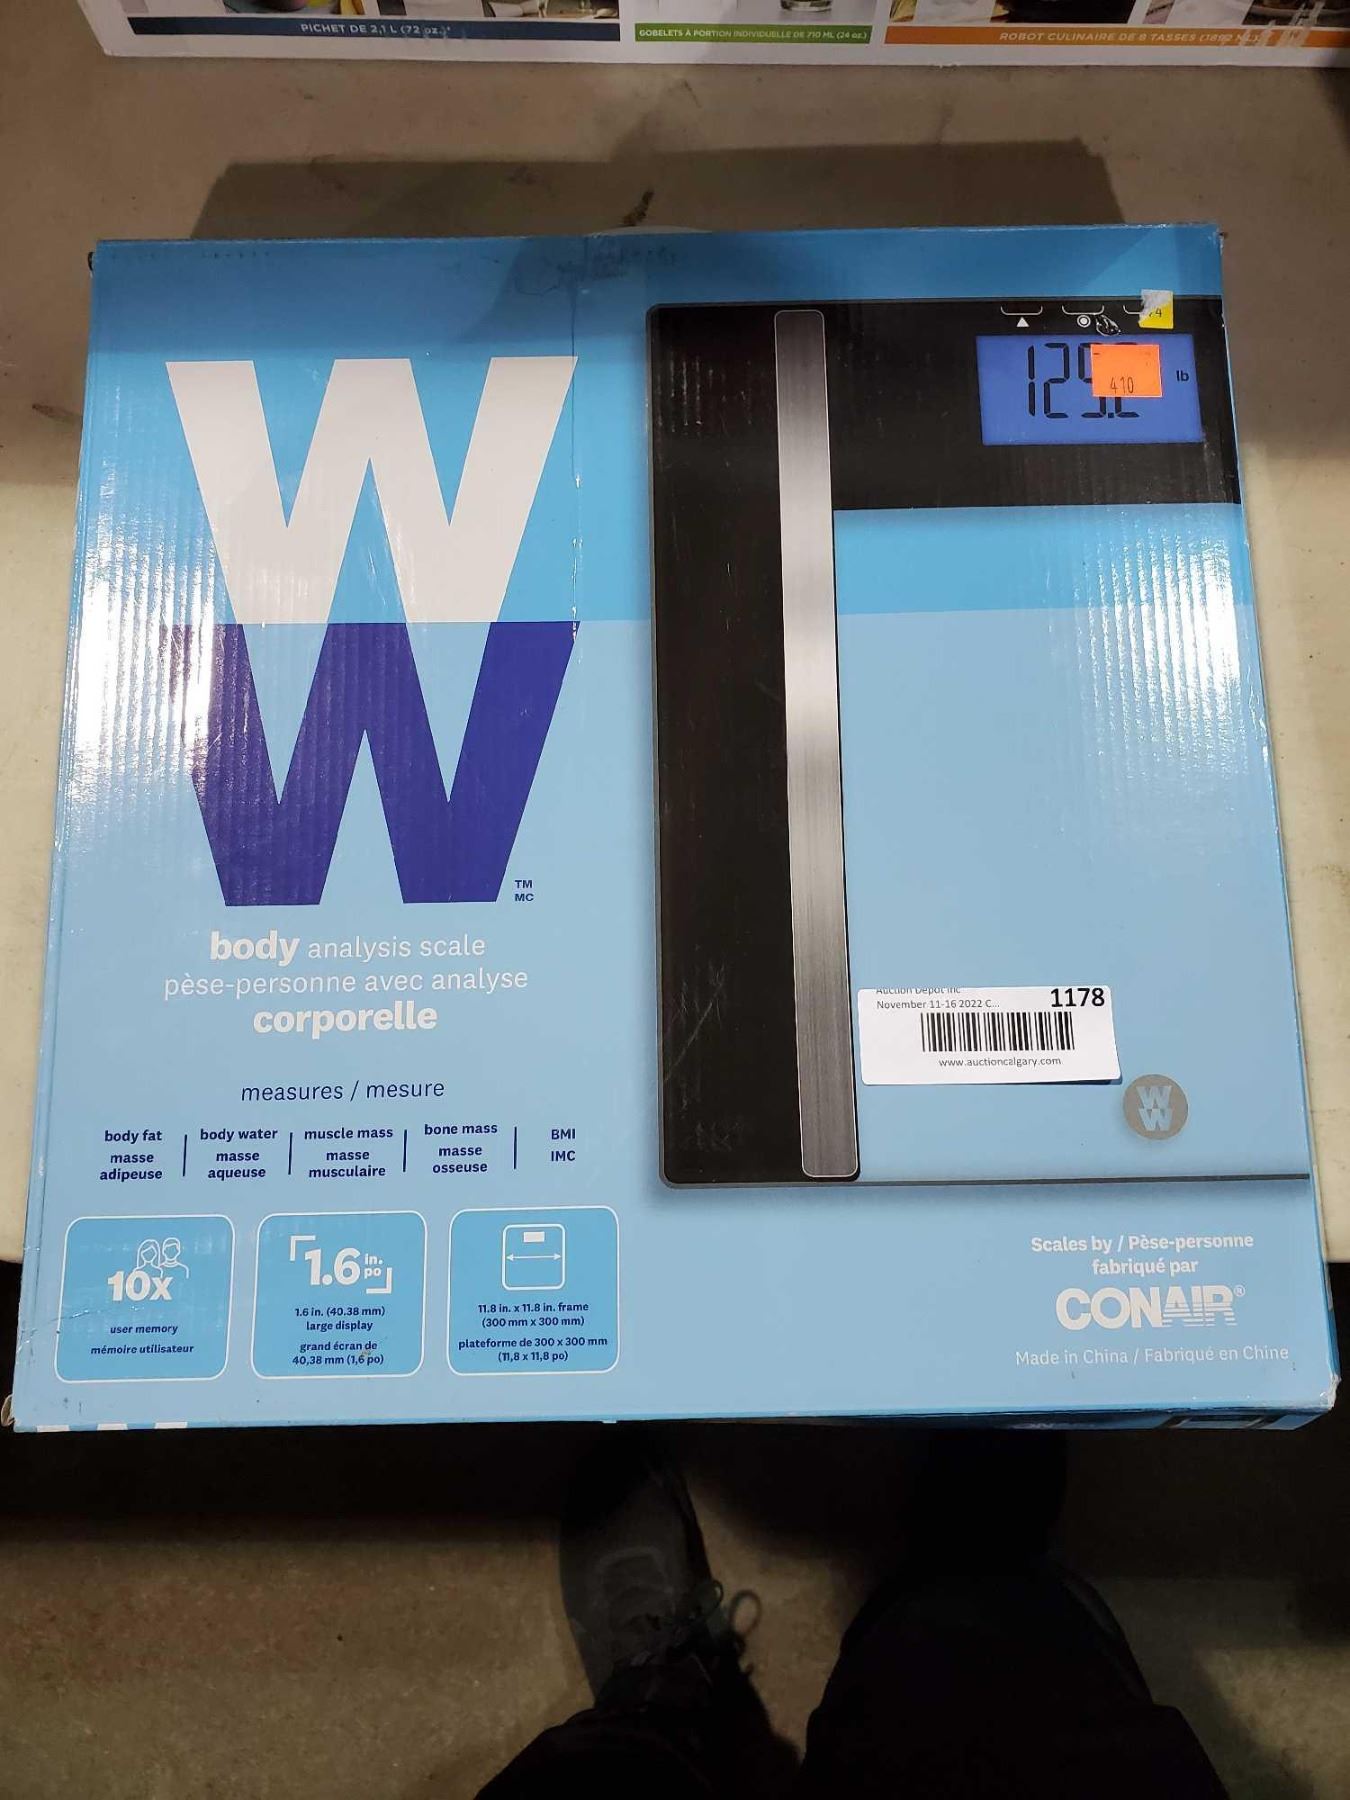 PICHET DE 2,1 L (72 oz.)*
GOBELETS À PORTION INDIVIDUELLE DE 710 ML (24 oz.)
ROBOT CULINAIRE DE 8 TASSES
W
W
TM
MC
body analysis scale
pèse-personne avec analyse
corporelle
measures / mesure
body fat
masse
adipeuse
body water
masse
aqueuse
muscle mass
masse
musculaire
bone mass
masse
osseuse
BMI
IMC
10x
user memory
mémoire utilisateur
1.6 in. po
1.6 in. (40.38 mm)
large display
grand écran de
40,38 mm (1,6 po)
11.8 in. x 11.8 in. frame
(300 mm x 300 mm)
plateforme de 300 x 300 mm
(11,8 x 11,8 po)
lb
410
Auction Depot Inc
November 11-16 2022 C...
1178
www.auctioncalgary.com
W
W
Scales by / Pèse-personne
fabriqué par
CONAIR®
Made in China / Fabriqué en Chine